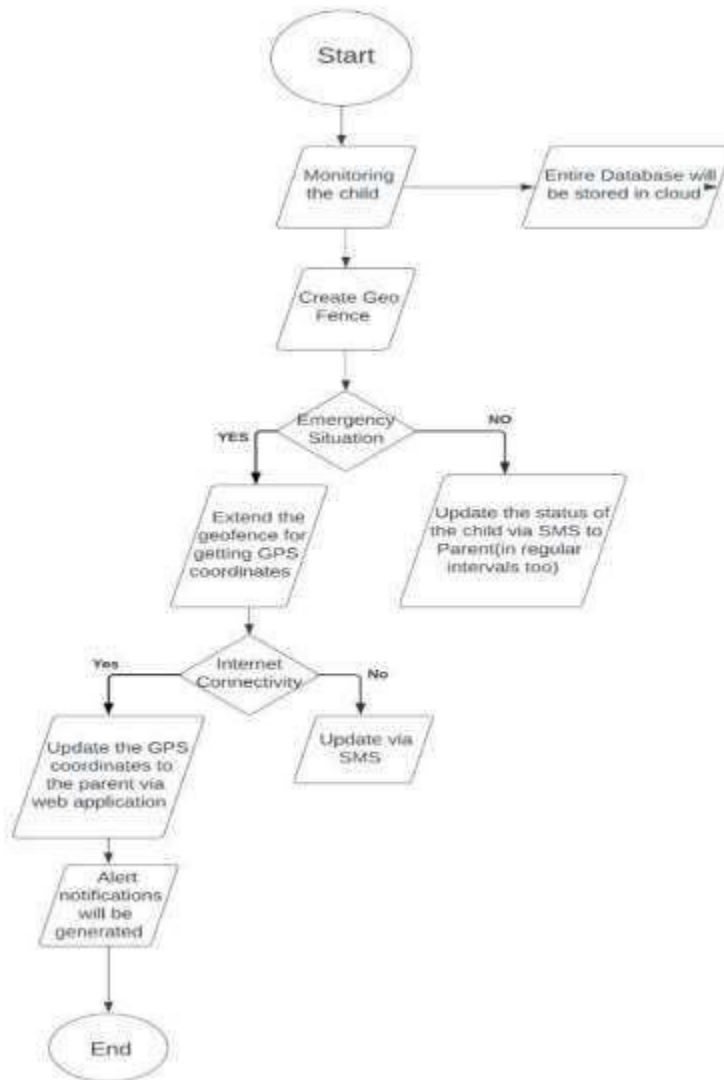 Start
Monitoring
the child
Entire Database will
be stored in cloud
Create Geo
Fence
Emergency
Situation
YES
NO
Extend the
geofence for
getting GPS
coordinates
Update the status of
the child via SMS to
Parent(in regular
intervals too)
Internet
Connectivity
Yes
No
Update the GPS
coordinates to
the parent via
web application
Update via
SMS
Alert
notifications
will be
generated
End